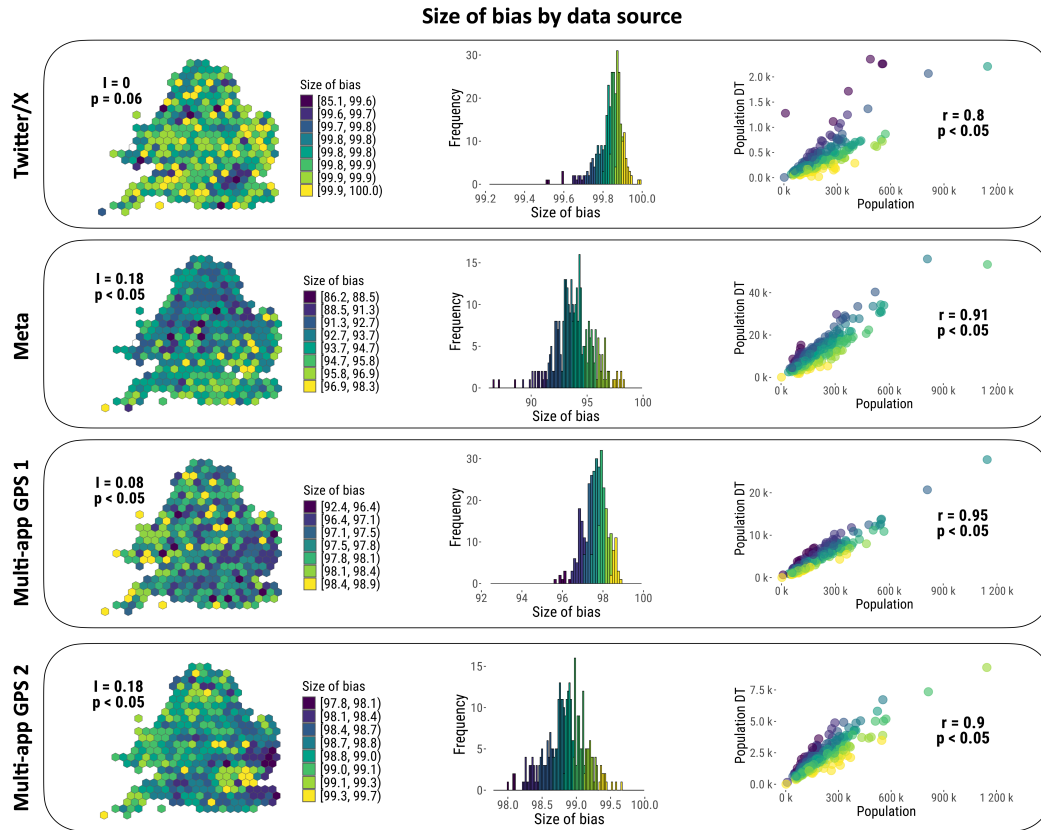 Size of bias by data source
Twitter/X
I = 0
p = 0.06
Size of bias
[85.1, 99.6)
[99.6, 99.7)
[99.7, 99.8)
[99.8, 99.8)
[99.8, 99.8)
[99.8, 99.9)
[99.9, 99.9)
[99.9, 100.0)
Frequency
30
20
10
0
99.2 99.4 99.6 99.8 100.0
Size of bias
Population DT
2.0 k
1.5 k
1.0 k
0.5 k
0.0 k
0 k 300 k 600 k 900 k 1200 k
Population
r = 0.8
p < 0.05
Meta
I = 0.18
p < 0.05
Size of bias
[86.2, 88.5)
[88.5, 91.3)
[91.3, 92.7)
[92.7, 93.7)
[93.7, 94.7)
[94.7, 95.8)
[95.8, 96.9)
[96.9, 98.3)
Frequency
15
10
5
0
90 95 100
Size of bias
Population DT
40 k
20 k
0 k
0 k 300 k 600 k 900 k 1 200 k
Population
r = 0.91
p < 0.05
Multi-app GPS 1
I = 0.08
p < 0.05
Size of bias
[92.4, 96.4)
[96.4, 97.1)
[97.1, 97.5)
[97.5, 97.8)
[97.8, 98.1)
[98.1, 98.4)
[98.4, 98.9)
Frequency
30
20
10
0
92 94 96 98 100
Size of bias
Population DT
20 k
10 k
0 k
0 k 300 k 600 k 900 k 1 200 k
Population
r = 0.95
p < 0.05
Multi-app GPS 2
I = 0.18
p < 0.05
Size of bias
[97.8, 98.1)
[98.1, 98.4)
[98.4, 98.7)
[98.7, 98.8)
[98.8, 99.0)
[99.0, 99.1)
[99.1, 99.3)
[99.3, 99.7)
Frequency
15
10
5
0
98.0 98.5 99.0 99.5 100.0
Size of bias
Population DT
7.5 k
5.0 k
2.5 k
0.0 k
0 k 300 k 600 k 900 k 1200 k
Population
r = 0.9
p < 0.05